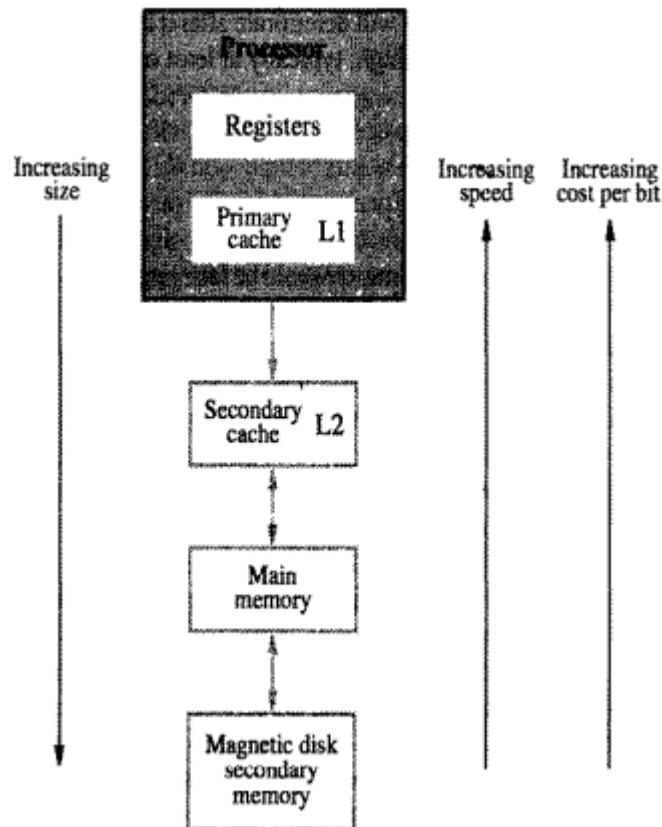 Processor
Registers
Primary
cache L1
Increasing
size
Increasing
speed
Increasing
cost per bit
Secondary
cache L2
Main
memory
Magnetic disk
secondary
memory